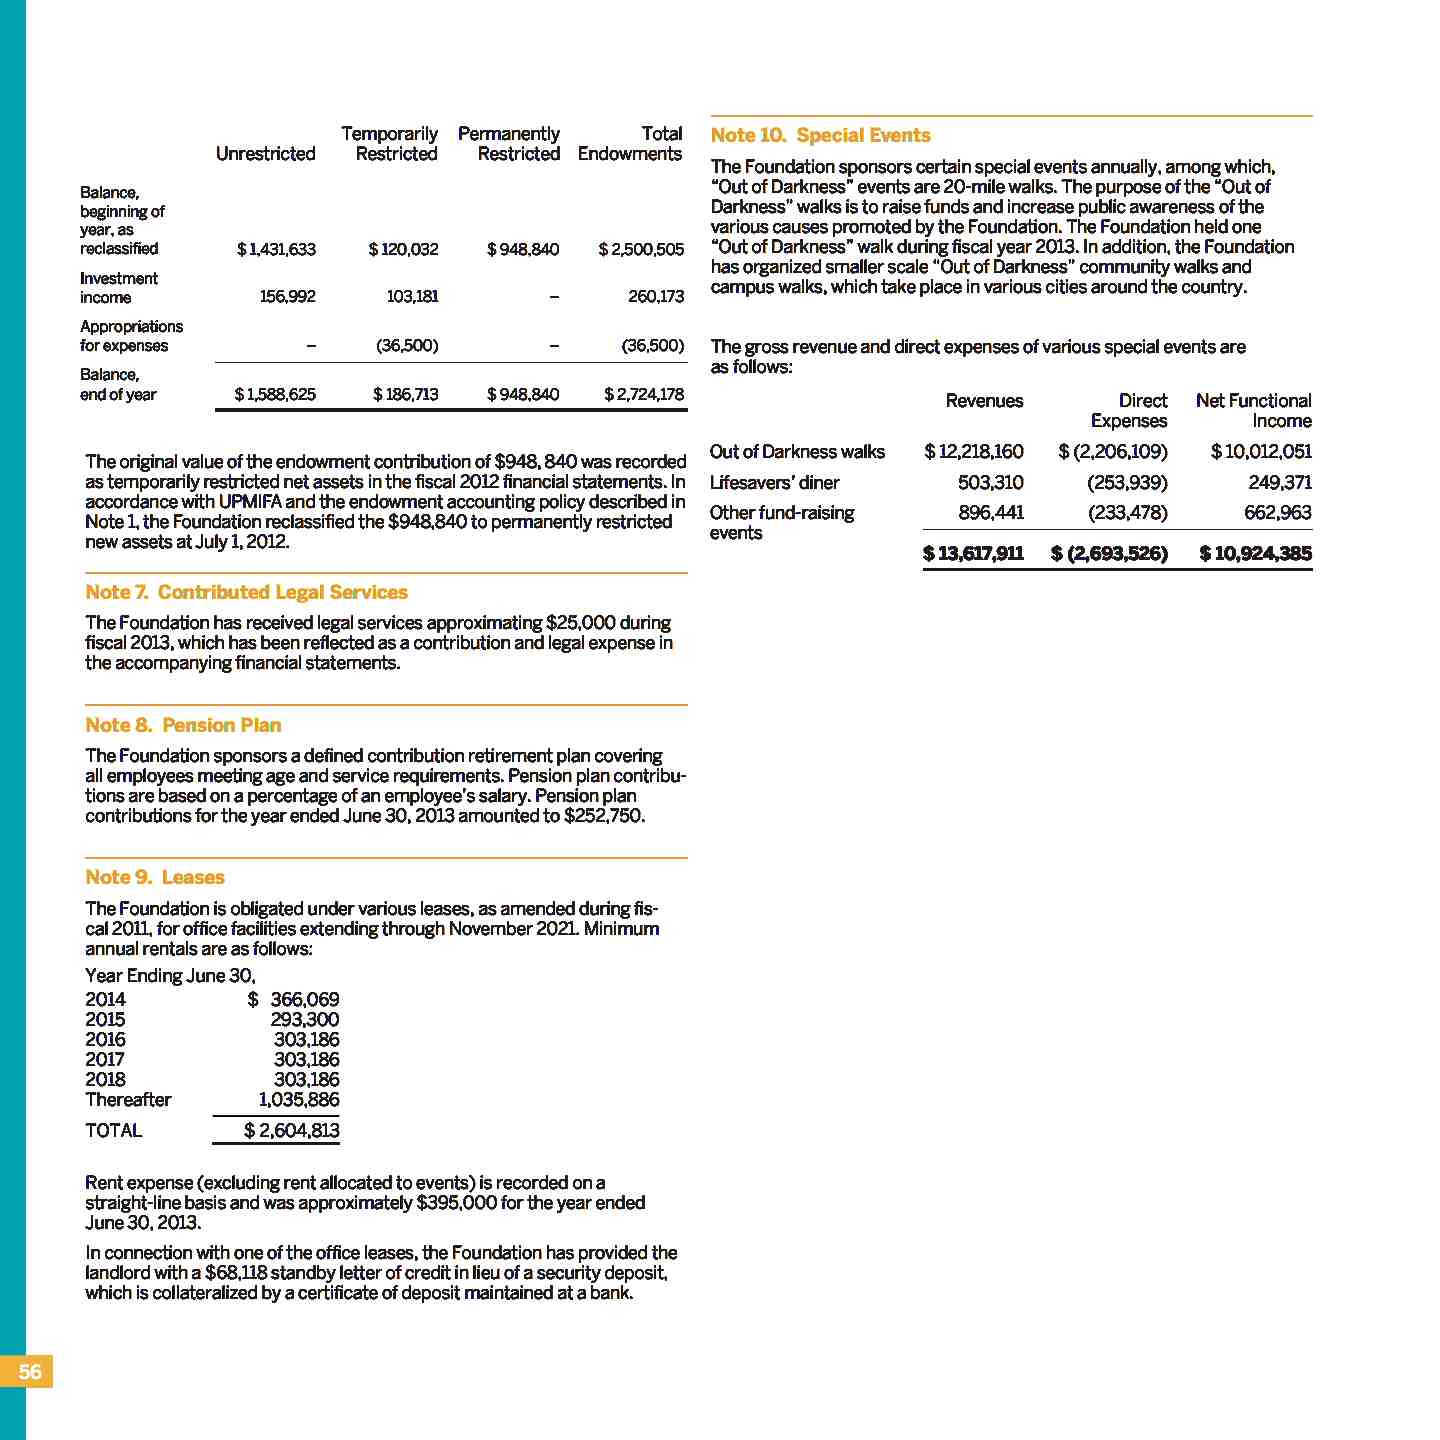 Temporarily Permanently Total
Unrestricted Restricted Restricted Endowments
Balance,
beginning of
year, as
reclassified $ 1,431,633 $ 120,032 $ 948,840 $ 2,500,505
Investment
income 156,992 103,181 – 260,173
Appropriations
for expenses – (36,500) – (36,500)
Balance,
end of year $ 1,588,625 $ 186,713 $ 948,840 $ 2,724,178
The original value of the endowment contribution of $948, 840 was recorded
as temporarily restricted net assets in the fiscal 2012 financial statements. In
accordance with UPMIFA and the endowment accounting policy described in
Note 1, the Foundation reclassified the $948,840 to permanently restricted
new assets at July 1, 2012.
Note 7. Contributed Legal Services
The Foundation has received legal services approximating $25,000 during
fiscal 2013, which has been reflected as a contribution and legal expense in
the accompanying financial statements.
Note 8. Pension Plan
The Foundation sponsors a defined contribution retirement plan covering
all employees meeting age and service requirements. Pension plan contribu-
tions are based on a percentage of an employee's salary. Pension plan
contributions for the year ended June 30, 2013 amounted to $252,750.
Note 9. Leases
The Foundation is obligated under various leases, as amended during fis-
cal 2011, for office facilities extending through November 2021. Minimum
annual rentals are as follows:
Year Ending June 30,
2014 $ 366,069
2015 293,300
2016 303,186
2017 303,186
2018 303,186
Thereafter 1,035,886
TOTAL $ 2,604,813
Rent expense (excluding rent allocated to events) is recorded on a
straight-line basis and was approximately $395,000 for the year ended
June 30, 2013.
In connection with one of the office leases, the Foundation has provided the
landlord with a $68,118 standby letter of credit in lieu of a security deposit,
which is collateralized by a certificate of deposit maintained at a bank.
Note 10. Special Events
The Foundation sponsors certain special events annually, among which,
“Out of Darkness” events are 20-mile walks. The purpose of the “Out of
Darkness” walks is to raise funds and increase public awareness of the
various causes promoted by the Foundation. The Foundation held one
“Out of Darkness” walk during fiscal year 2013. In addition, the Foundation
has organized smaller scale “Out of Darkness” community walks and
campus walks, which take place in various cities around the country.
The gross revenue and direct expenses of various special events are
as follows:
Revenues Direct Net Functional
Expenses Income
Out of Darkness walks $ 12,218,160 $ (2,206,109) $ 10,012,051
Lifesavers’ diner 503,310 (253,939) 249,371
Other fund-raising 896,441 (233,478) 662,963
events
$ 13,617,911 $ (2,693,526) $ 10,924,385
56